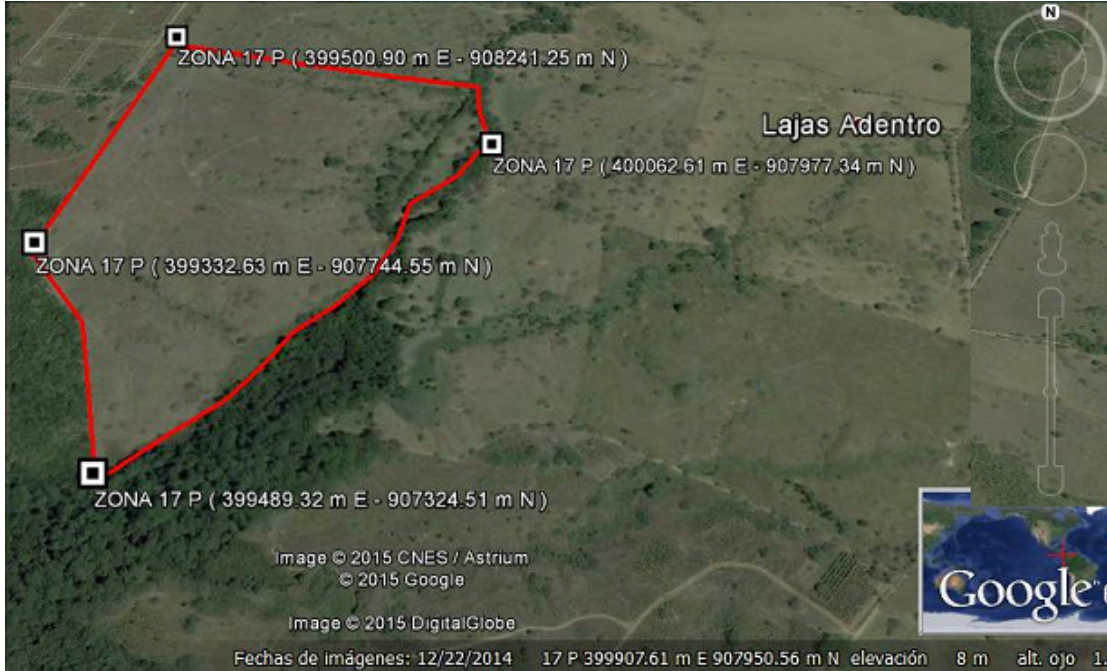 N
ZONA 17 P ( 399500.90 m E - 908241.25 m N )
Lajas Adentro
ZONA 17 P ( 400062.61 m E - 907977.34 m N )
ZONA 17 P ( 399332.63 m E - 907744.55 m N )
ZONA 17 P ( 399489.32 m E - 907324.51 m N )
Image © 2015 CNES / Astrium
© 2015 Google
Image © 2015 DigitalGlobe
Google
Fechas de imágenes: 12/22/2014 17 P 399907.61 m E 907950.56 m N elevación 8 m alt. ojo 1.